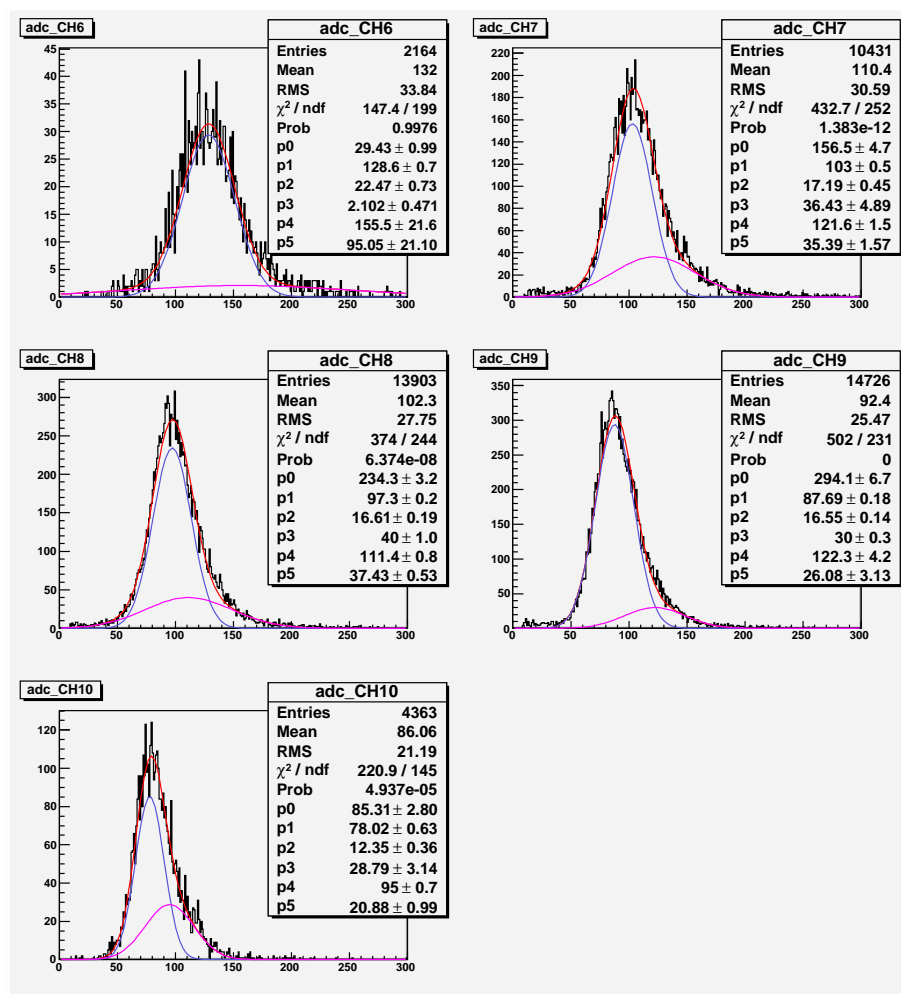 adc_CH6
adc_CH6
Entries 2164
Mean 132
RMS 33.84
χ² / ndf 147.4 / 199
Prob 0.9976
p0 29.43 ± 0.99
p1 128.6 ± 0.7
p2 22.47 ± 0.73
p3 2.102 ± 0.471
p4 155.5 ± 21.6
p5 95.05 ± 21.10
45
40
35
30
25
20
15
10
5
0
0 50 100 150 200 250 300
adc_CH7
adc_CH7
Entries 10431
Mean 110.4
RMS 30.59
χ² / ndf 432.7 / 252
Prob 1.383e-12
p0 156.5 ± 4.7
p1 103 ± 0.5
p2 17.19 ± 0.45
p3 36.43 ± 4.89
p4 121.6 ± 1.5
p5 35.39 ± 1.57
220
200
180
160
140
120
100
80
60
40
20
0
0 50 100 150 200 250 300
adc_CH8
adc_CH8
Entries 13903
Mean 102.3
RMS 27.75
χ² / ndf 374 / 244
Prob 6.374e-08
p0 234.3 ± 3.2
p1 97.3 ± 0.2
p2 16.61 ± 0.19
p3 40 ± 1.0
p4 111.4 ± 0.8
p5 37.43 ± 0.53
300
250
200
150
100
50
0
0 50 100 150 200 250 300
adc_CH9
adc_CH9
Entries 14726
Mean 92.4
RMS 25.47
χ² / ndf 502 / 231
Prob 0
p0 294.1 ± 6.7
p1 87.69 ± 0.18
p2 16.55 ± 0.14
p3 30 ± 0.3
p4 122.3 ± 4.2
p5 26.08 ± 3.13
350
300
250
200
150
100
50
0
0 50 100 150 200 250 300
adc_CH10
adc_CH10
Entries 4363
Mean 86.06
RMS 21.19
χ² / ndf 220.9 / 145
Prob 4.937e-05
p0 85.31 ± 2.80
p1 78.02 ± 0.63
p2 12.35 ± 0.36
p3 28.79 ± 3.14
p4 95 ± 0.7
p5 20.88 ± 0.99
120
100
80
60
40
20
0
0 50 100 150 200 250 300